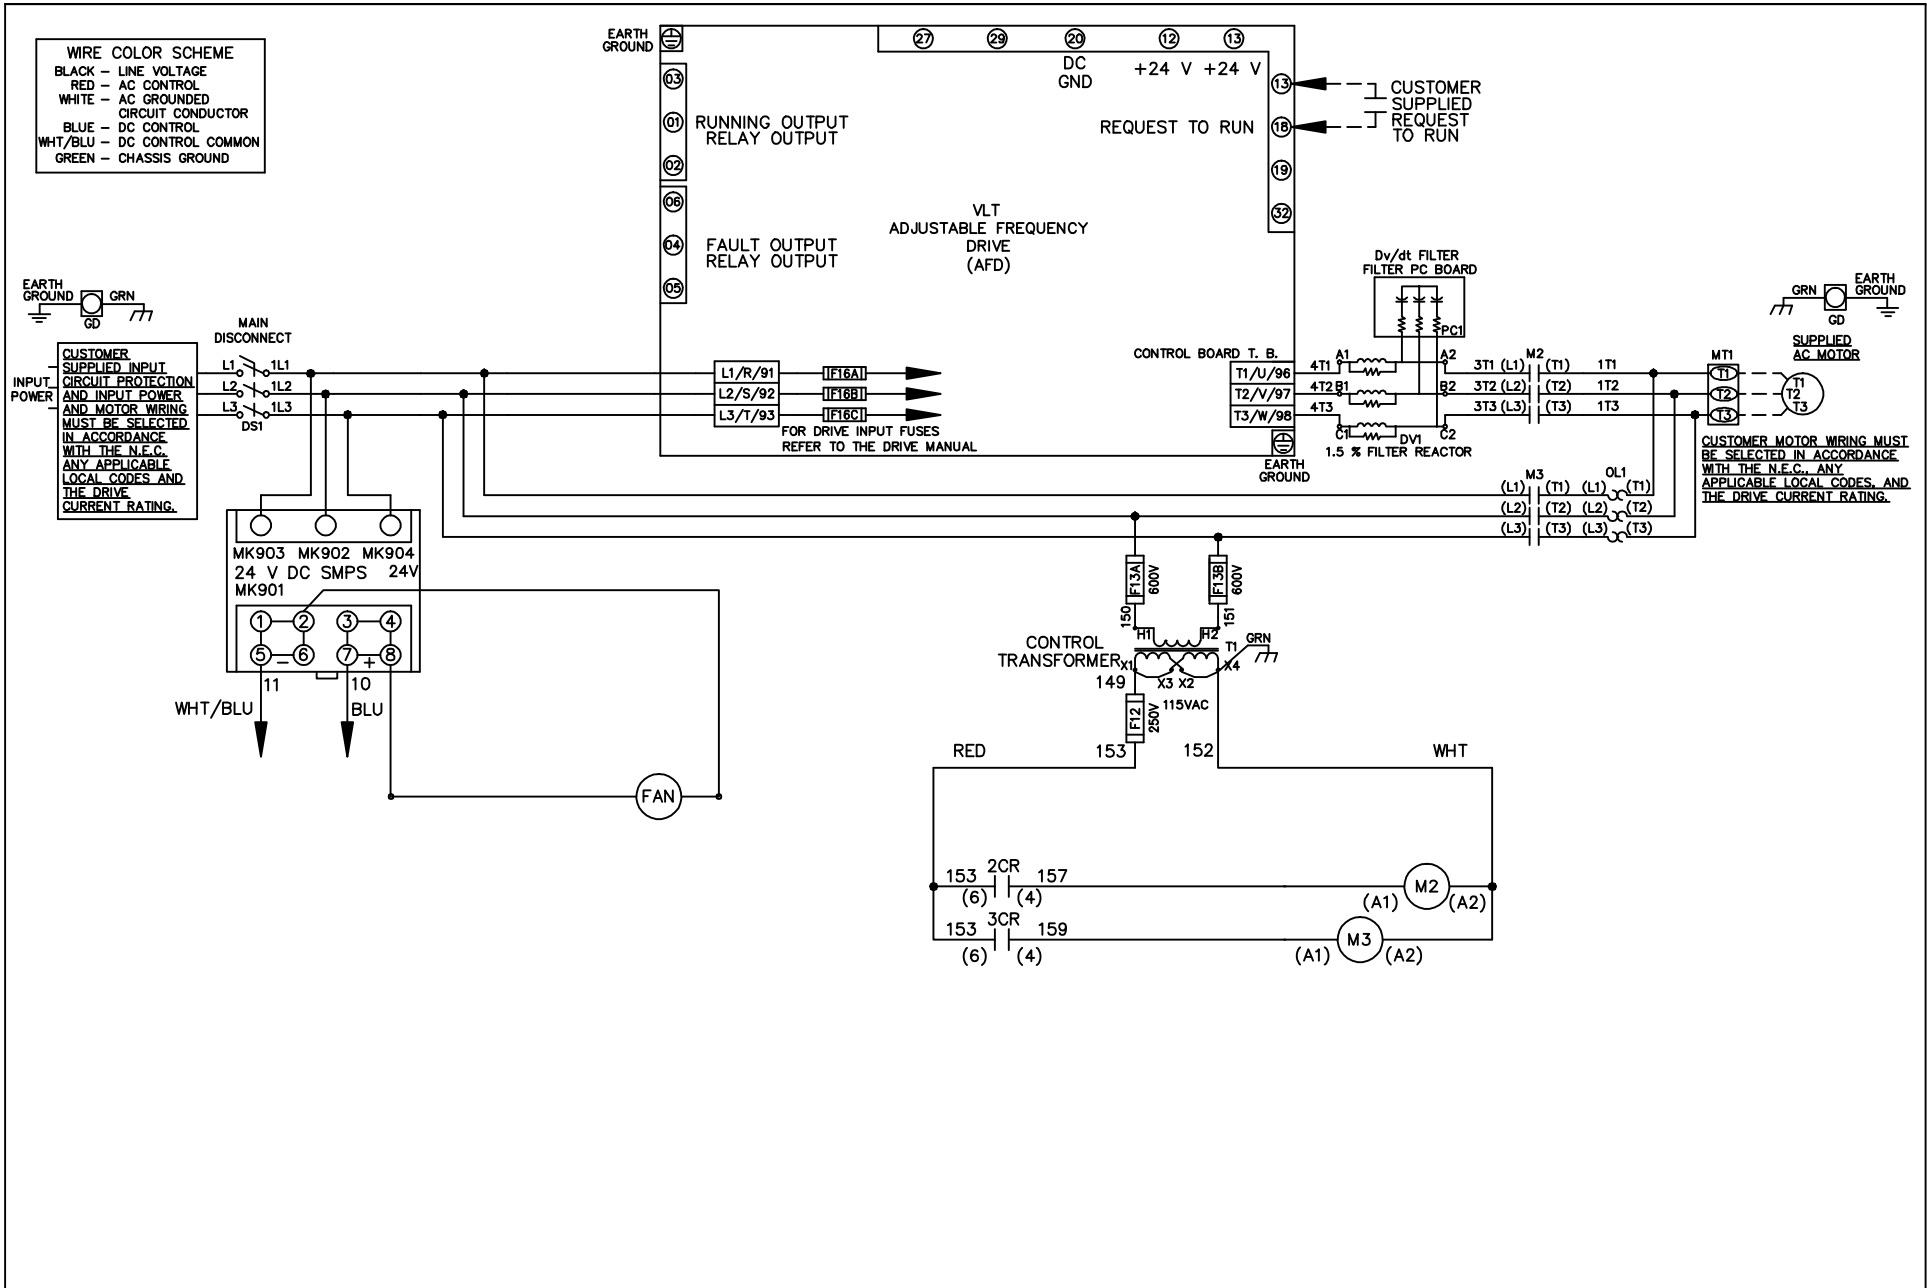 WIRE COLOR SCHEME
BLACK – LINE VOLTAGE
RED – AC CONTROL
WHITE – AC GROUNDED
CIRCUIT CONDUCTOR
BLUE – DC CONTROL
WHT/BLU – DC CONTROL COMMON
GREEN – CHASSIS GROUND
EARTH
GROUND
03
01
02
06
04
05
RUNNING OUTPUT
RELAY OUTPUT
FAULT OUTPUT
RELAY OUTPUT
27
29
20
12
13
DC
GND
+24 V
+24 V
13
18
19
32
REQUEST TO RUN
CUSTOMER
SUPPLIED
REQUEST
TO RUN
VLT
ADJUSTABLE FREQUENCY
DRIVE
(AFD)
Dv/dt FILTER
FILTER PC BOARD
PC1
EARTH
GROUND
GRN
GD
GRN
EARTH
GROUND
GD
SUPPLIED
AC MOTOR
INPUT
POWER
CUSTOMER
SUPPLIED INPUT
CIRCUIT PROTECTION
AND INPUT POWER
AND MOTOR WIRING
MUST BE SELECTED
IN ACCORDANCE
WITH THE N.E.C.
ANY APPLICABLE
LOCAL CODES AND
THE DRIVE
CURRENT RATING.
MAIN
DISCONNECT
L1 1L1
L2 1L2
L3 1L3
DS1
L1/R/91
L2/S/92
L3/T/93
F16A
F16B
F16C
FOR DRIVE INPUT FUSES
REFER TO THE DRIVE MANUAL
CONTROL BOARD T. B.
T1/U/96
T2/V/97
T3/W/98
EARTH
GROUND
4T1 A1 A2
4T2 B1 B2
4T3 C1 C2
DV1
1.5 % FILTER REACTOR
M2
3T1 (L1) (T1) 1T1
3T2 (L2) (T2) 1T2
3T3 (L3) (T3) 1T3
MT1
T1
T2
T3
T1
T2
T3
CUSTOMER MOTOR WIRING MUST
BE SELECTED IN ACCORDANCE
WITH THE N.E.C., ANY
APPLICABLE LOCAL CODES, AND
THE DRIVE CURRENT RATING.
M3 OL1
(L1) (T1) (L1) (T1)
(L2) (T2) (L2) (T2)
(L3) (T3) (L3) (T3)
MK903 MK902 MK904
24 V DC SMPS 24V
MK901
1 2 3 4
5 – 6 7 + 8
11 10
WHT/BLU BLU
FAN
F13A
600V
F13B
600V
150
151
H1 H2
CONTROL
TRANSFORMER
T1
GRN
X1 X3 X2 X4
149
115VAC
F12
250V
RED 153 152 WHT
2CR
153 157
(6) (4)
M2
(A1) (A2)
3CR
153 159
(6) (4)
M3
(A1) (A2)